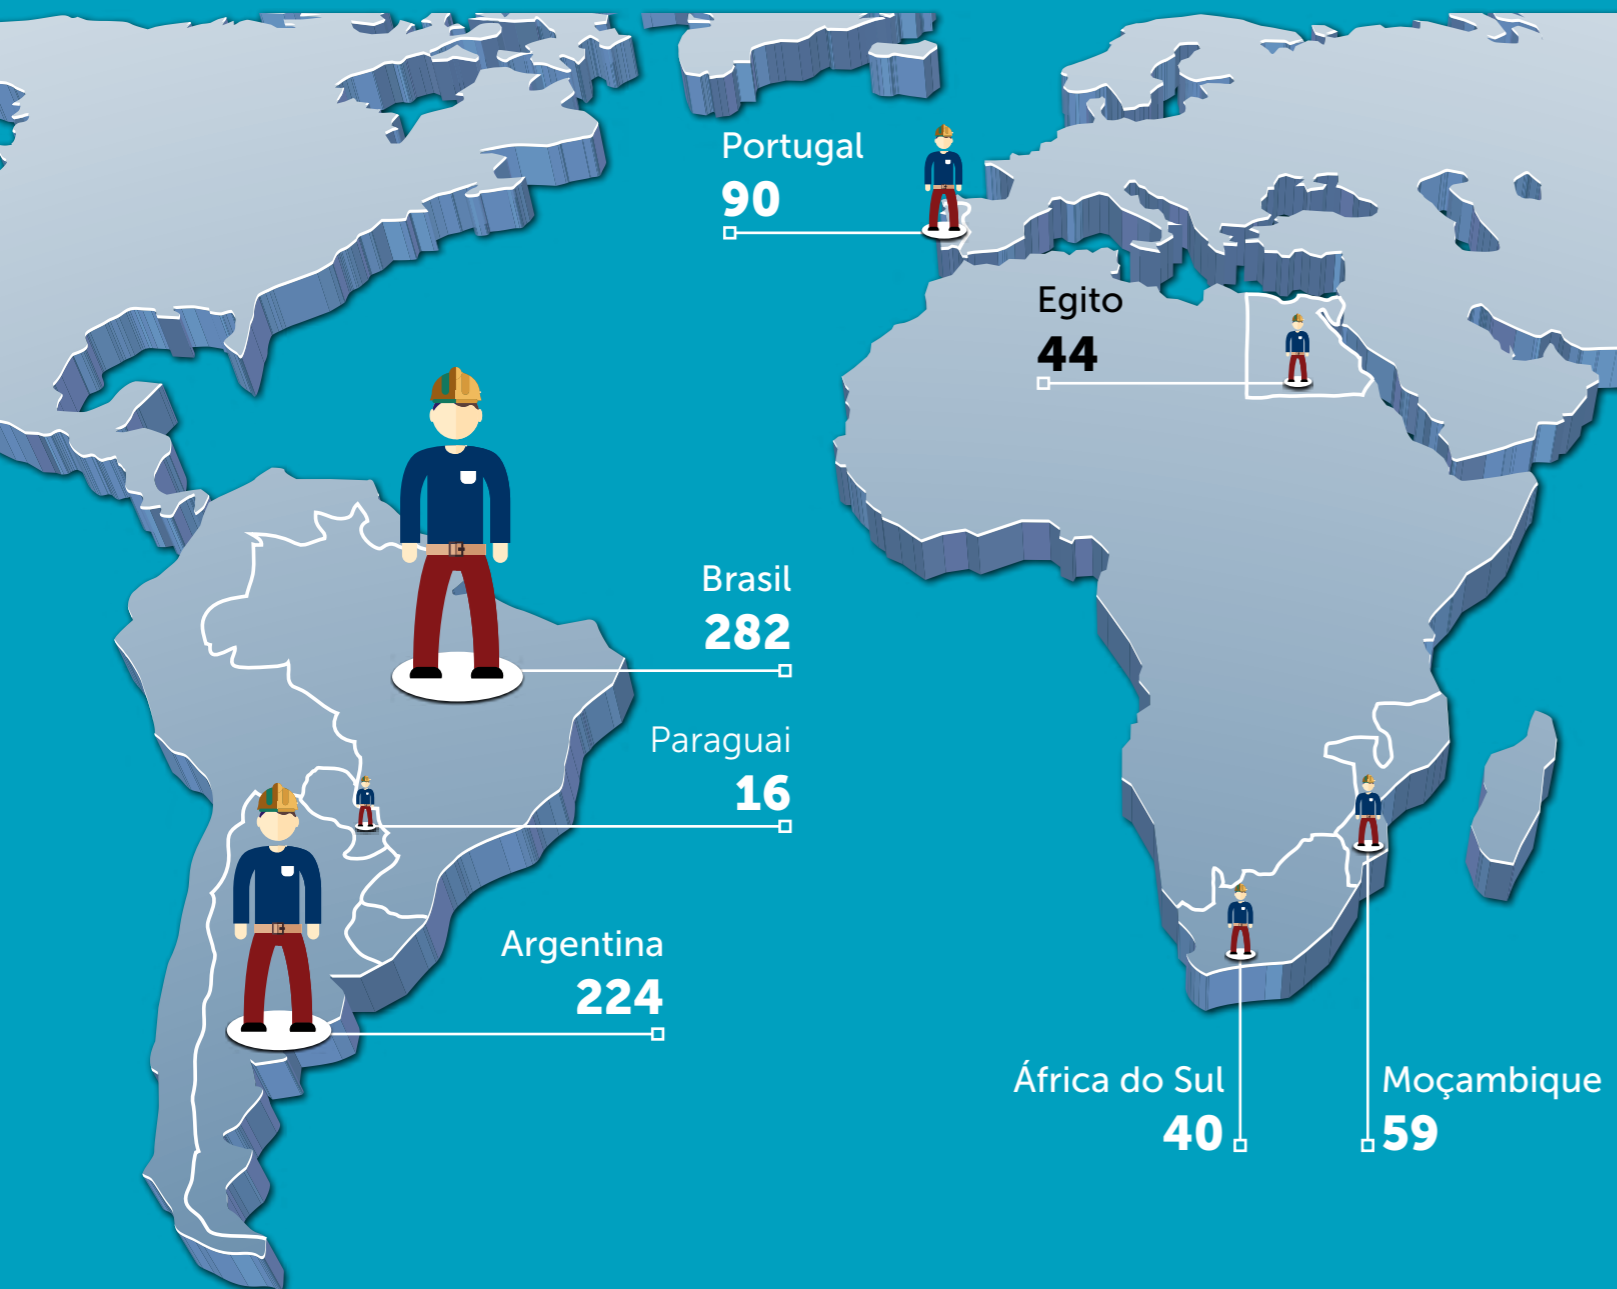 Portugal
90
Egito
44
Brasil
282
Paraguai
16
Argentina
224
África do Sul
40
Moçambique
59